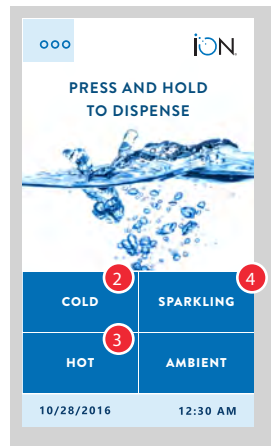 ooo
ION
PRESS AND HOLD
TO DISPENSE
2
4
COLD
SPARKLING
3
HOT
AMBIENT
10/28/2016
12:30 AM